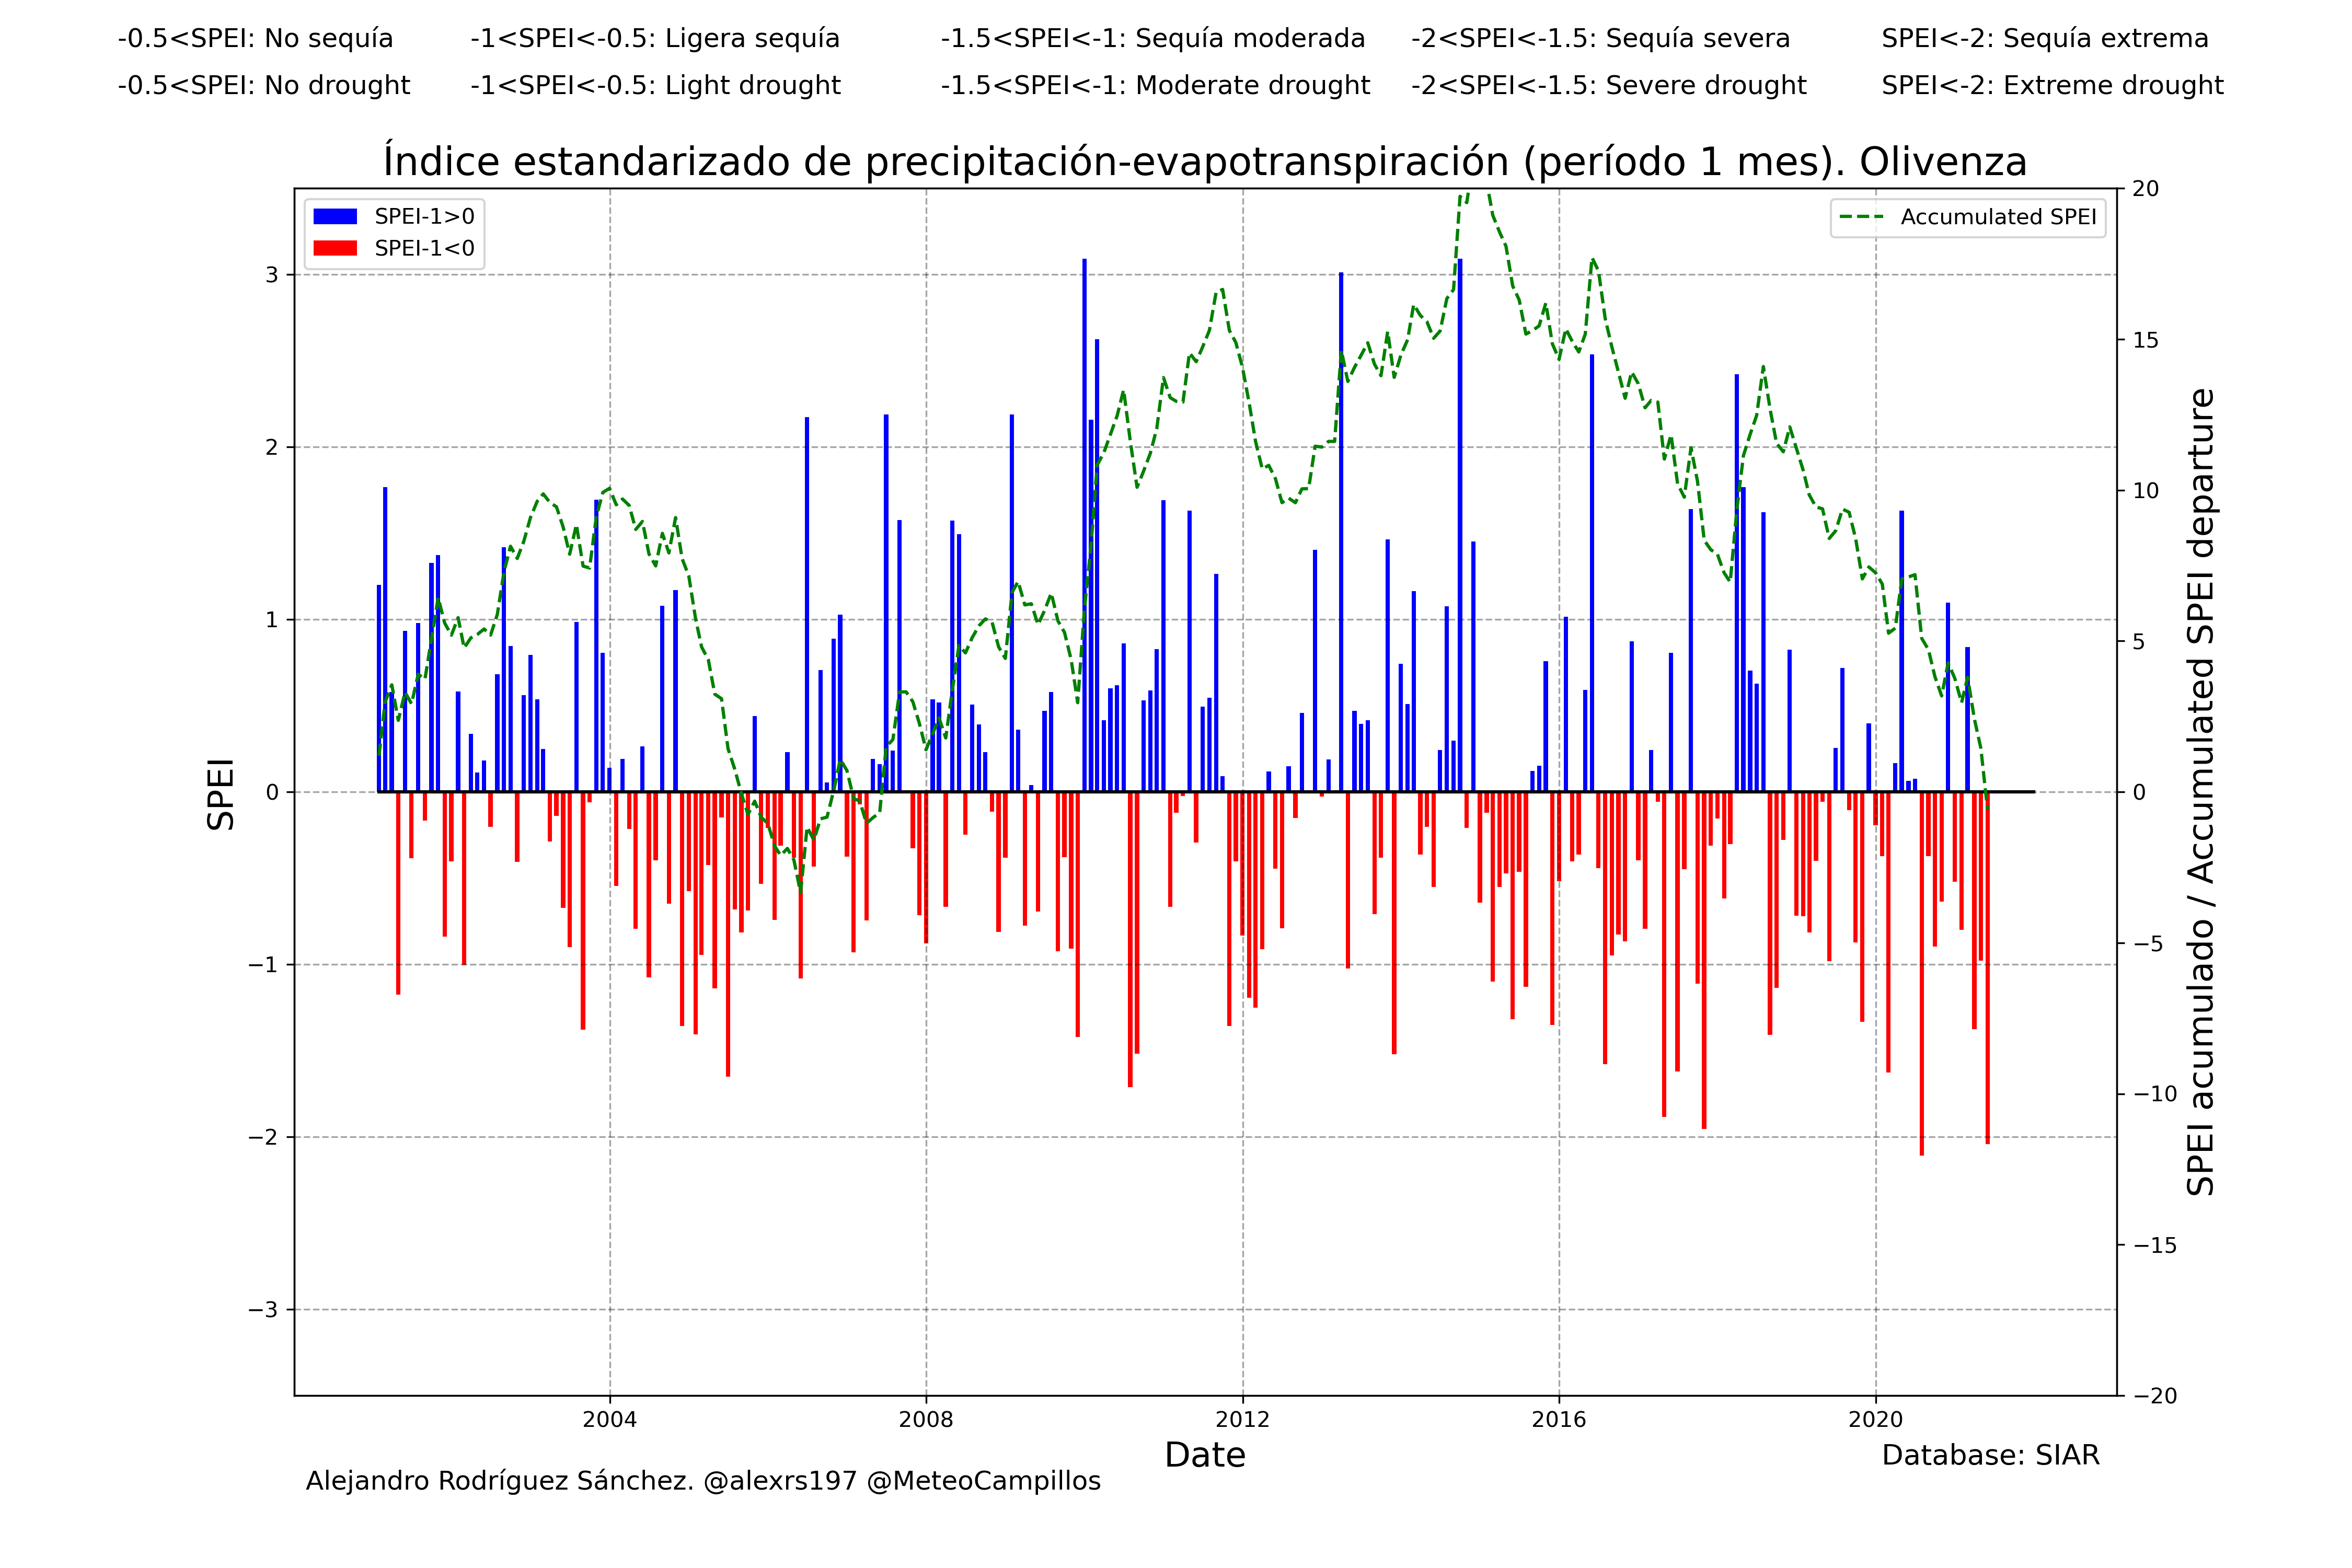 -0.5<SPEI: No sequía -1<SPEI<-0.5: Ligera sequía -1.5<SPEI<-1: Sequía moderada -2<SPEI<-1.5: Sequía severa SPEI<-2: Sequía extrema
-0.5<SPEI: No drought -1<SPEI<-0.5: Light drought -1.5<SPEI<-1: Moderate drought -2<SPEI<-1.5: Severe drought SPEI<-2: Extreme drought
Índice estandarizado de precipitación-evapotranspiración (período 1 mes). Olivenza
SPEI-1>0
SPEI-1<0
Accumulated SPEI
3
2
1
0
−1
−2
−3
SPEI
20
15
10
5
0
−5
−10
−15
−20
SPEI acumulado / Accumulated SPEI departure
2004 2008 2012 2016 2020
Date
Database: SIAR
Alejandro Rodríguez Sánchez. @alexrs197 @MeteoCampillos